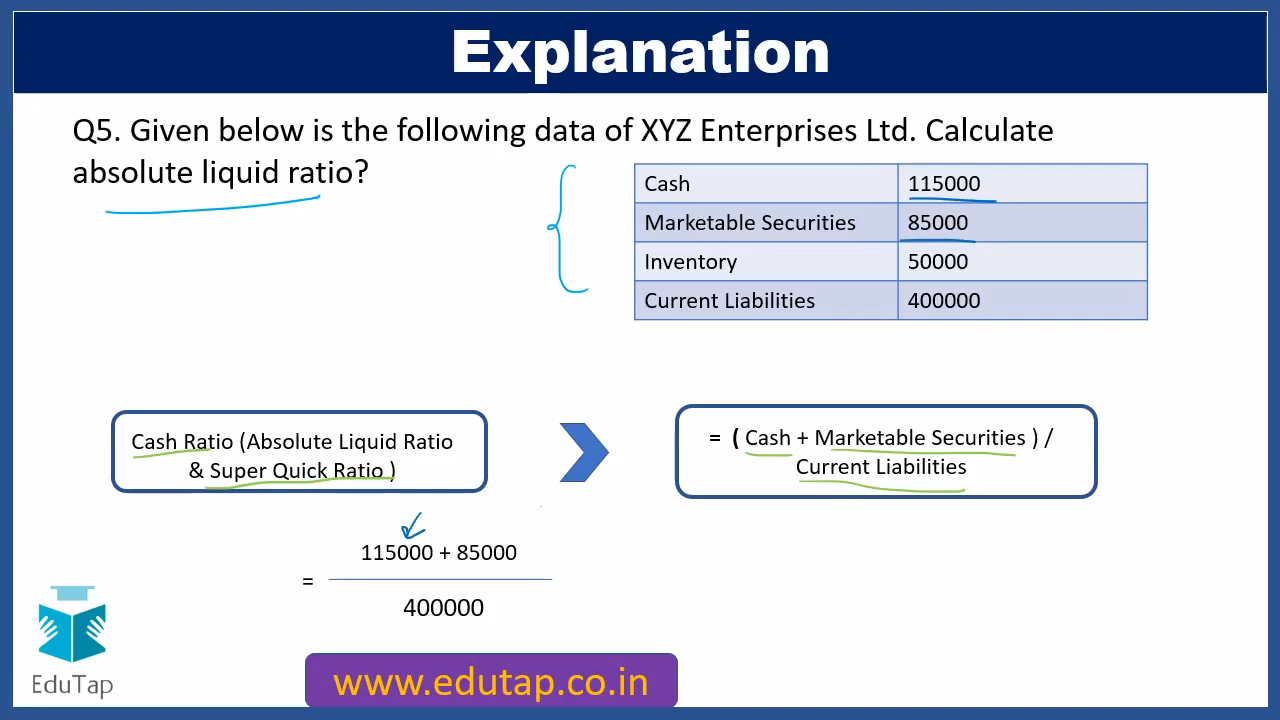 Explanation
Q5. Given below is the following data of XYZ Enterprises Ltd. Calculate
absolute liquid ratio?
Cash 115000
Marketable Securities 85000
Inventory 50000
Current Liabilities 400000
Cash Ratio (Absolute Liquid Ratio
& Super Quick Ratio )
= ( Cash + Marketable Securities ) /
Current Liabilities
115000 + 85000
=
400000
EduTap
www.edutap.co.in